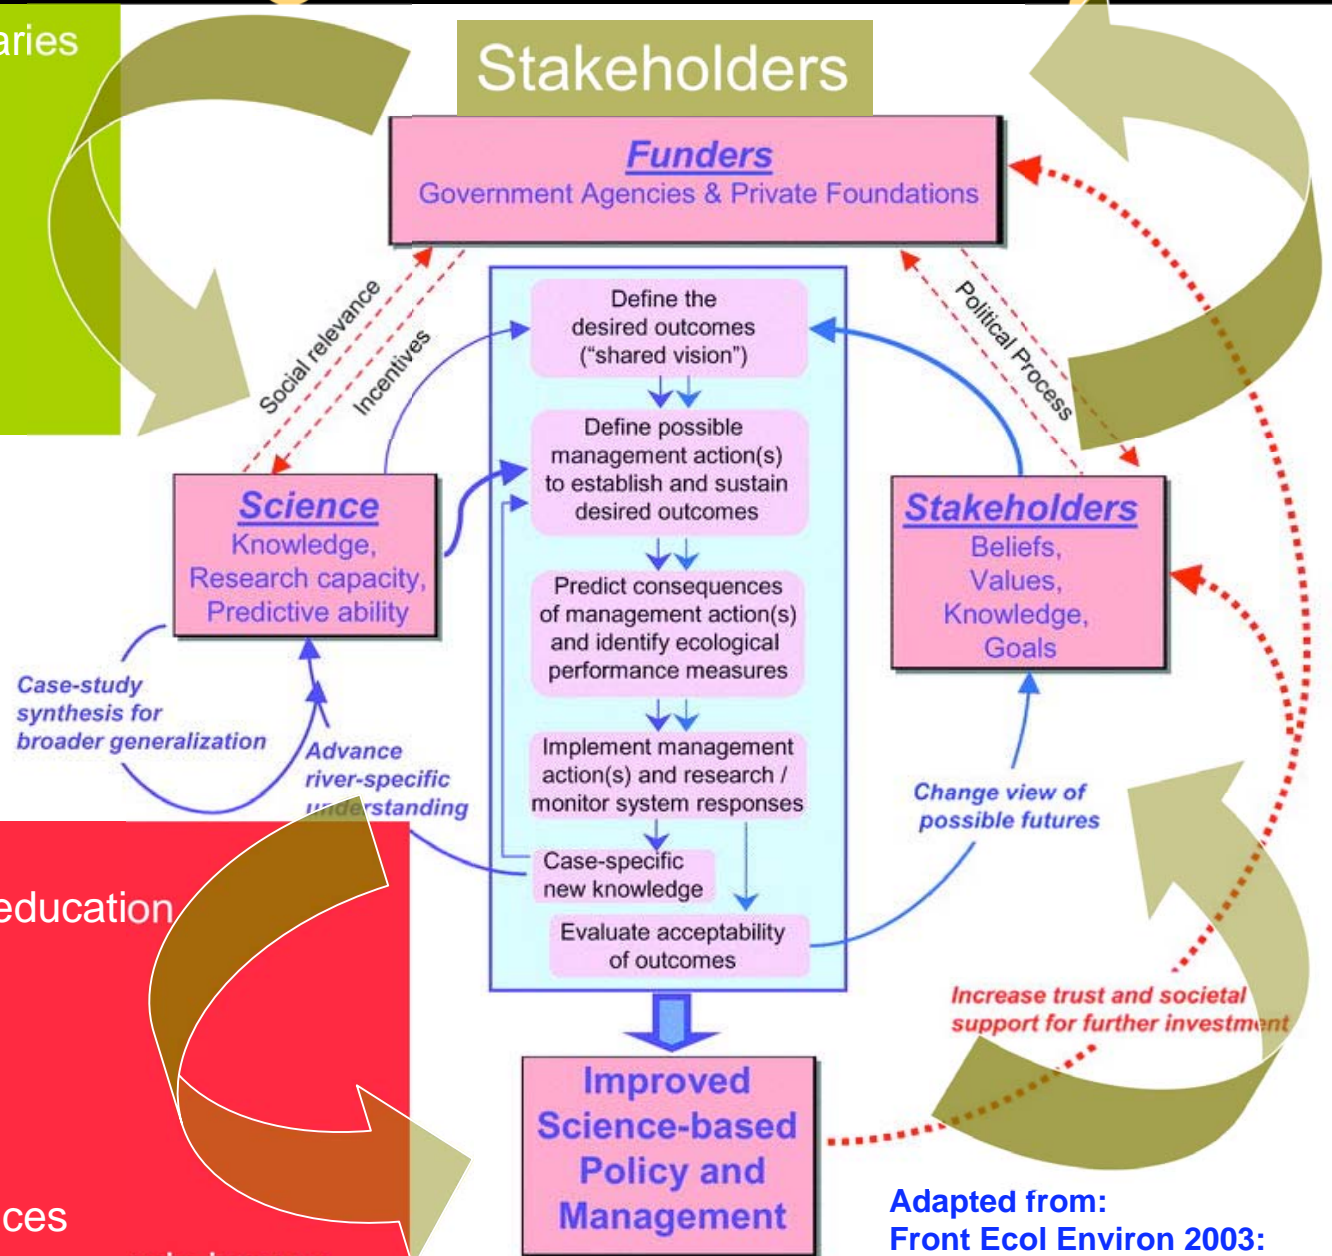 Stakeholders
Funders
Government Agencies & Private Foundations
Social relevance
Incentives
Political Process
Define the
desired outcomes
(“shared vision”)
Define possible
management action(s)
to establish and sustain
desired outcomes
Science
Knowledge,
Research capacity,
Predictive ability
Stakeholders
Beliefs,
Values,
Knowledge,
Goals
Predict consequences
of management action(s)
and identify ecological
performance measures
Case-study
synthesis for
broader generalization
Advance
river-specific
understanding
Implement management
action(s) and research /
monitor system responses
Change view of
possible futures
Case-specific
new knowledge
education
Evaluate acceptability
of outcomes
Increase trust and societal
support for further investment
Improved
Science-based
Policy and
Management
Adapted from:
Front Ecol Environ 2003: